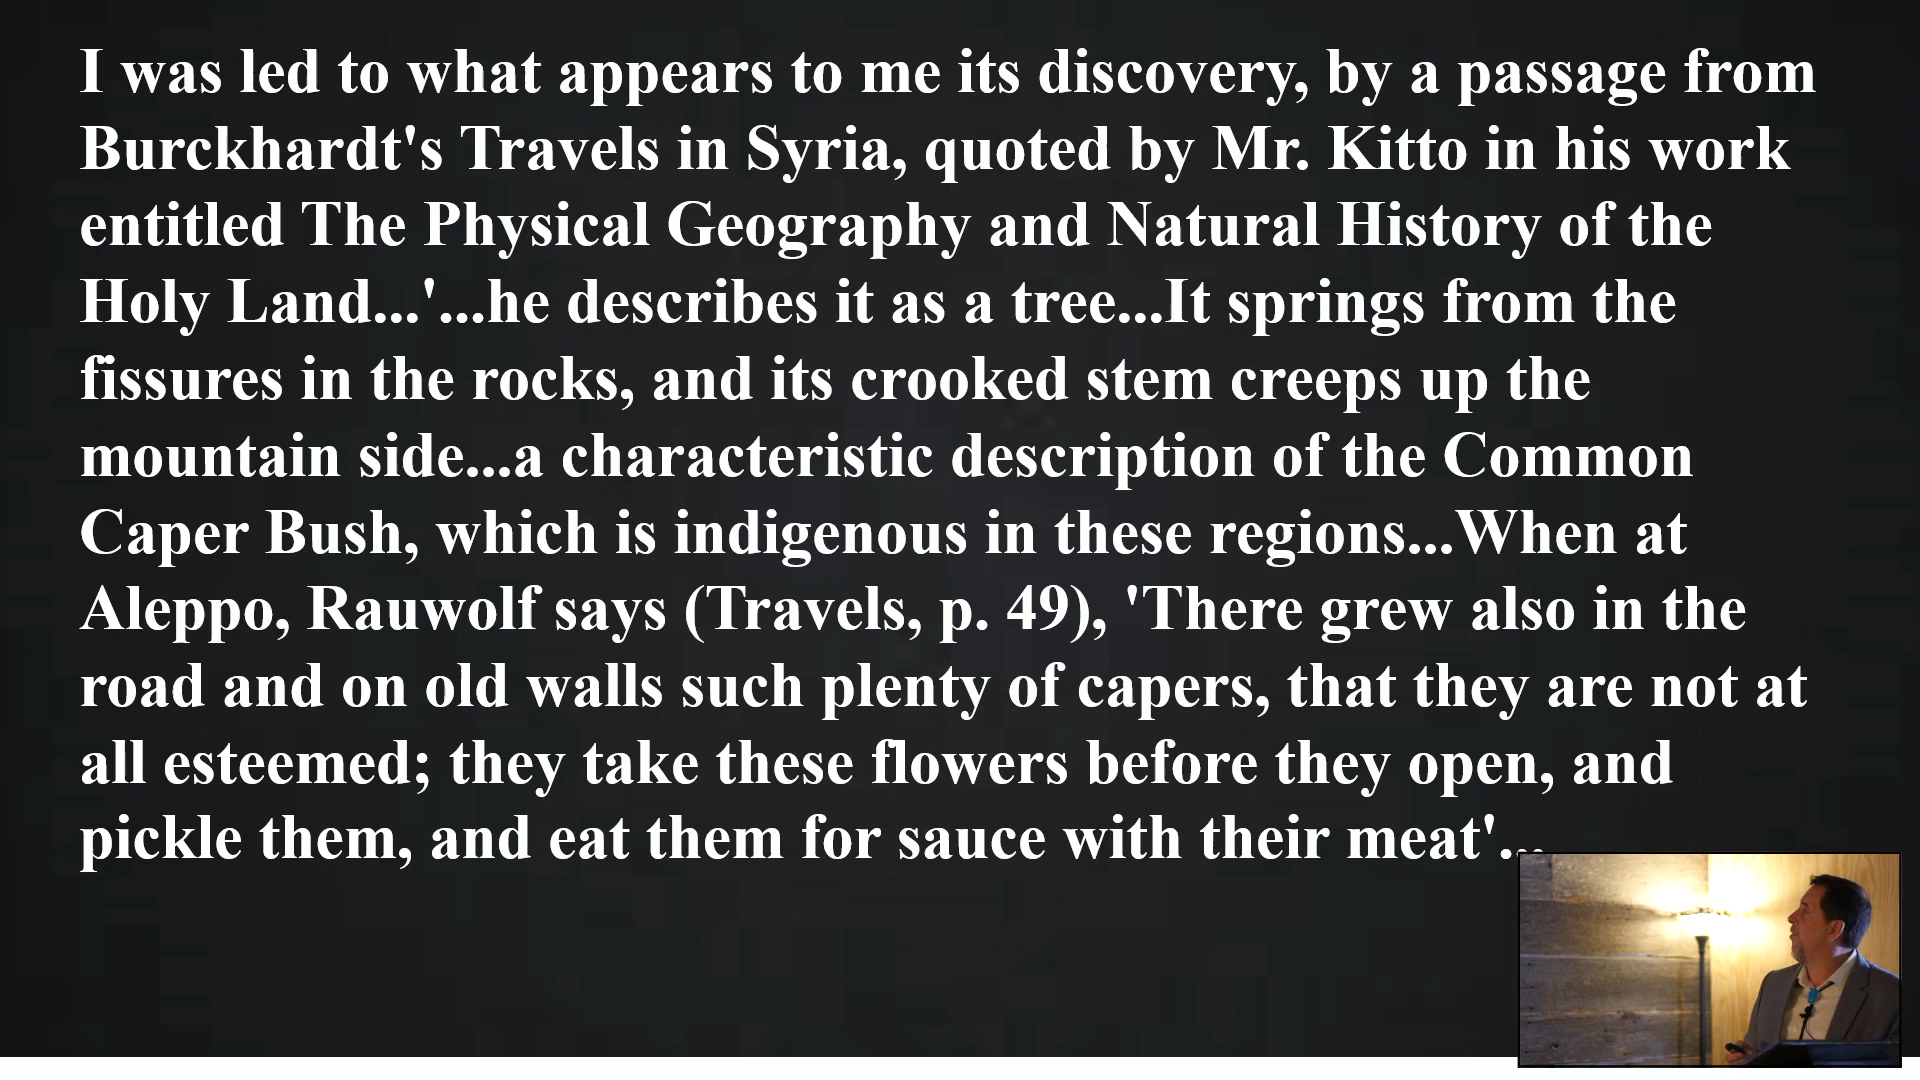 I was led to what appears to me its discovery, by a passage from
Burckhardt's Travels in Syria, quoted by Mr. Kitto in his work
entitled The Physical Geography and Natural History of the
Holy Land...'...he describes it as a tree...It springs from the
fissures in the rocks, and its crooked stem creeps up the
mountain side...a characteristic description of the Common
Caper Bush, which is indigenous in these regions...When at
Aleppo, Rauwolf says (Travels, p. 49), 'There grew also in the
road and on old walls such plenty of capers, that they are not at
all esteemed; they take these flowers before they open, and
pickle them, and eat them for sauce with their meat'...